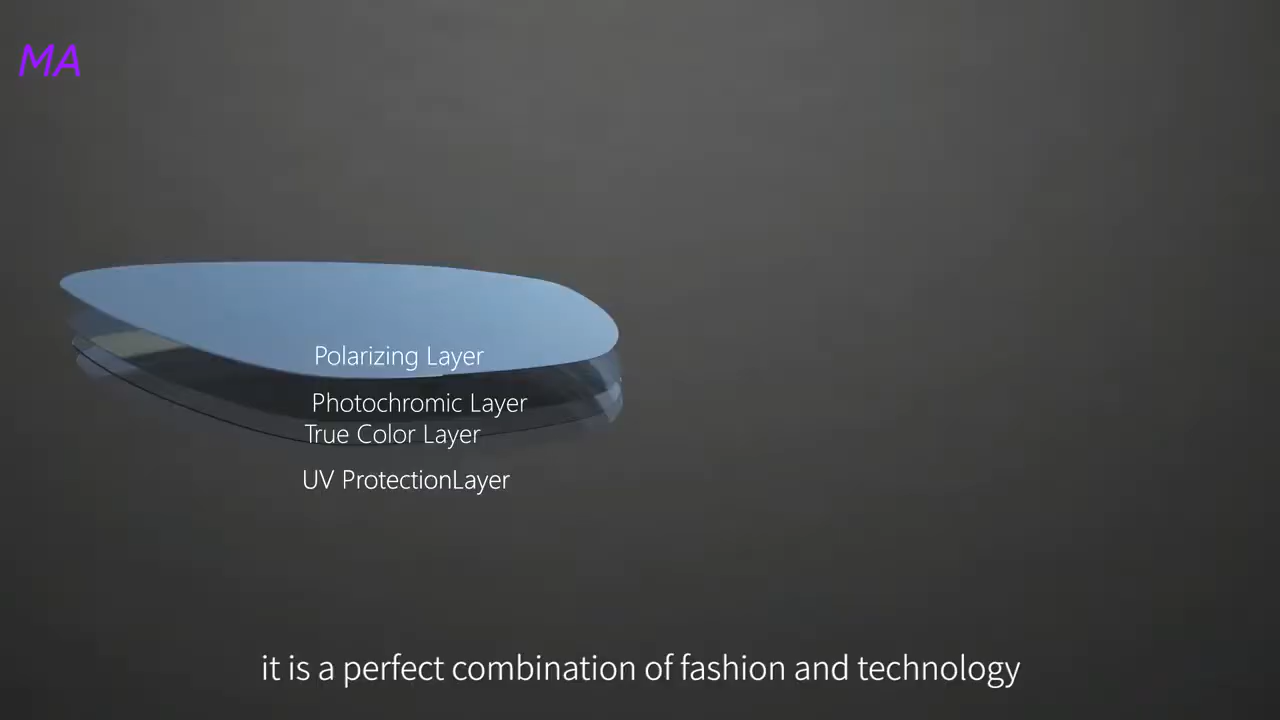 MA
Polarizing Layer
Photochromic Layer
True Color Layer
UV ProtectionLayer
it is a perfect combination of fashion and technology